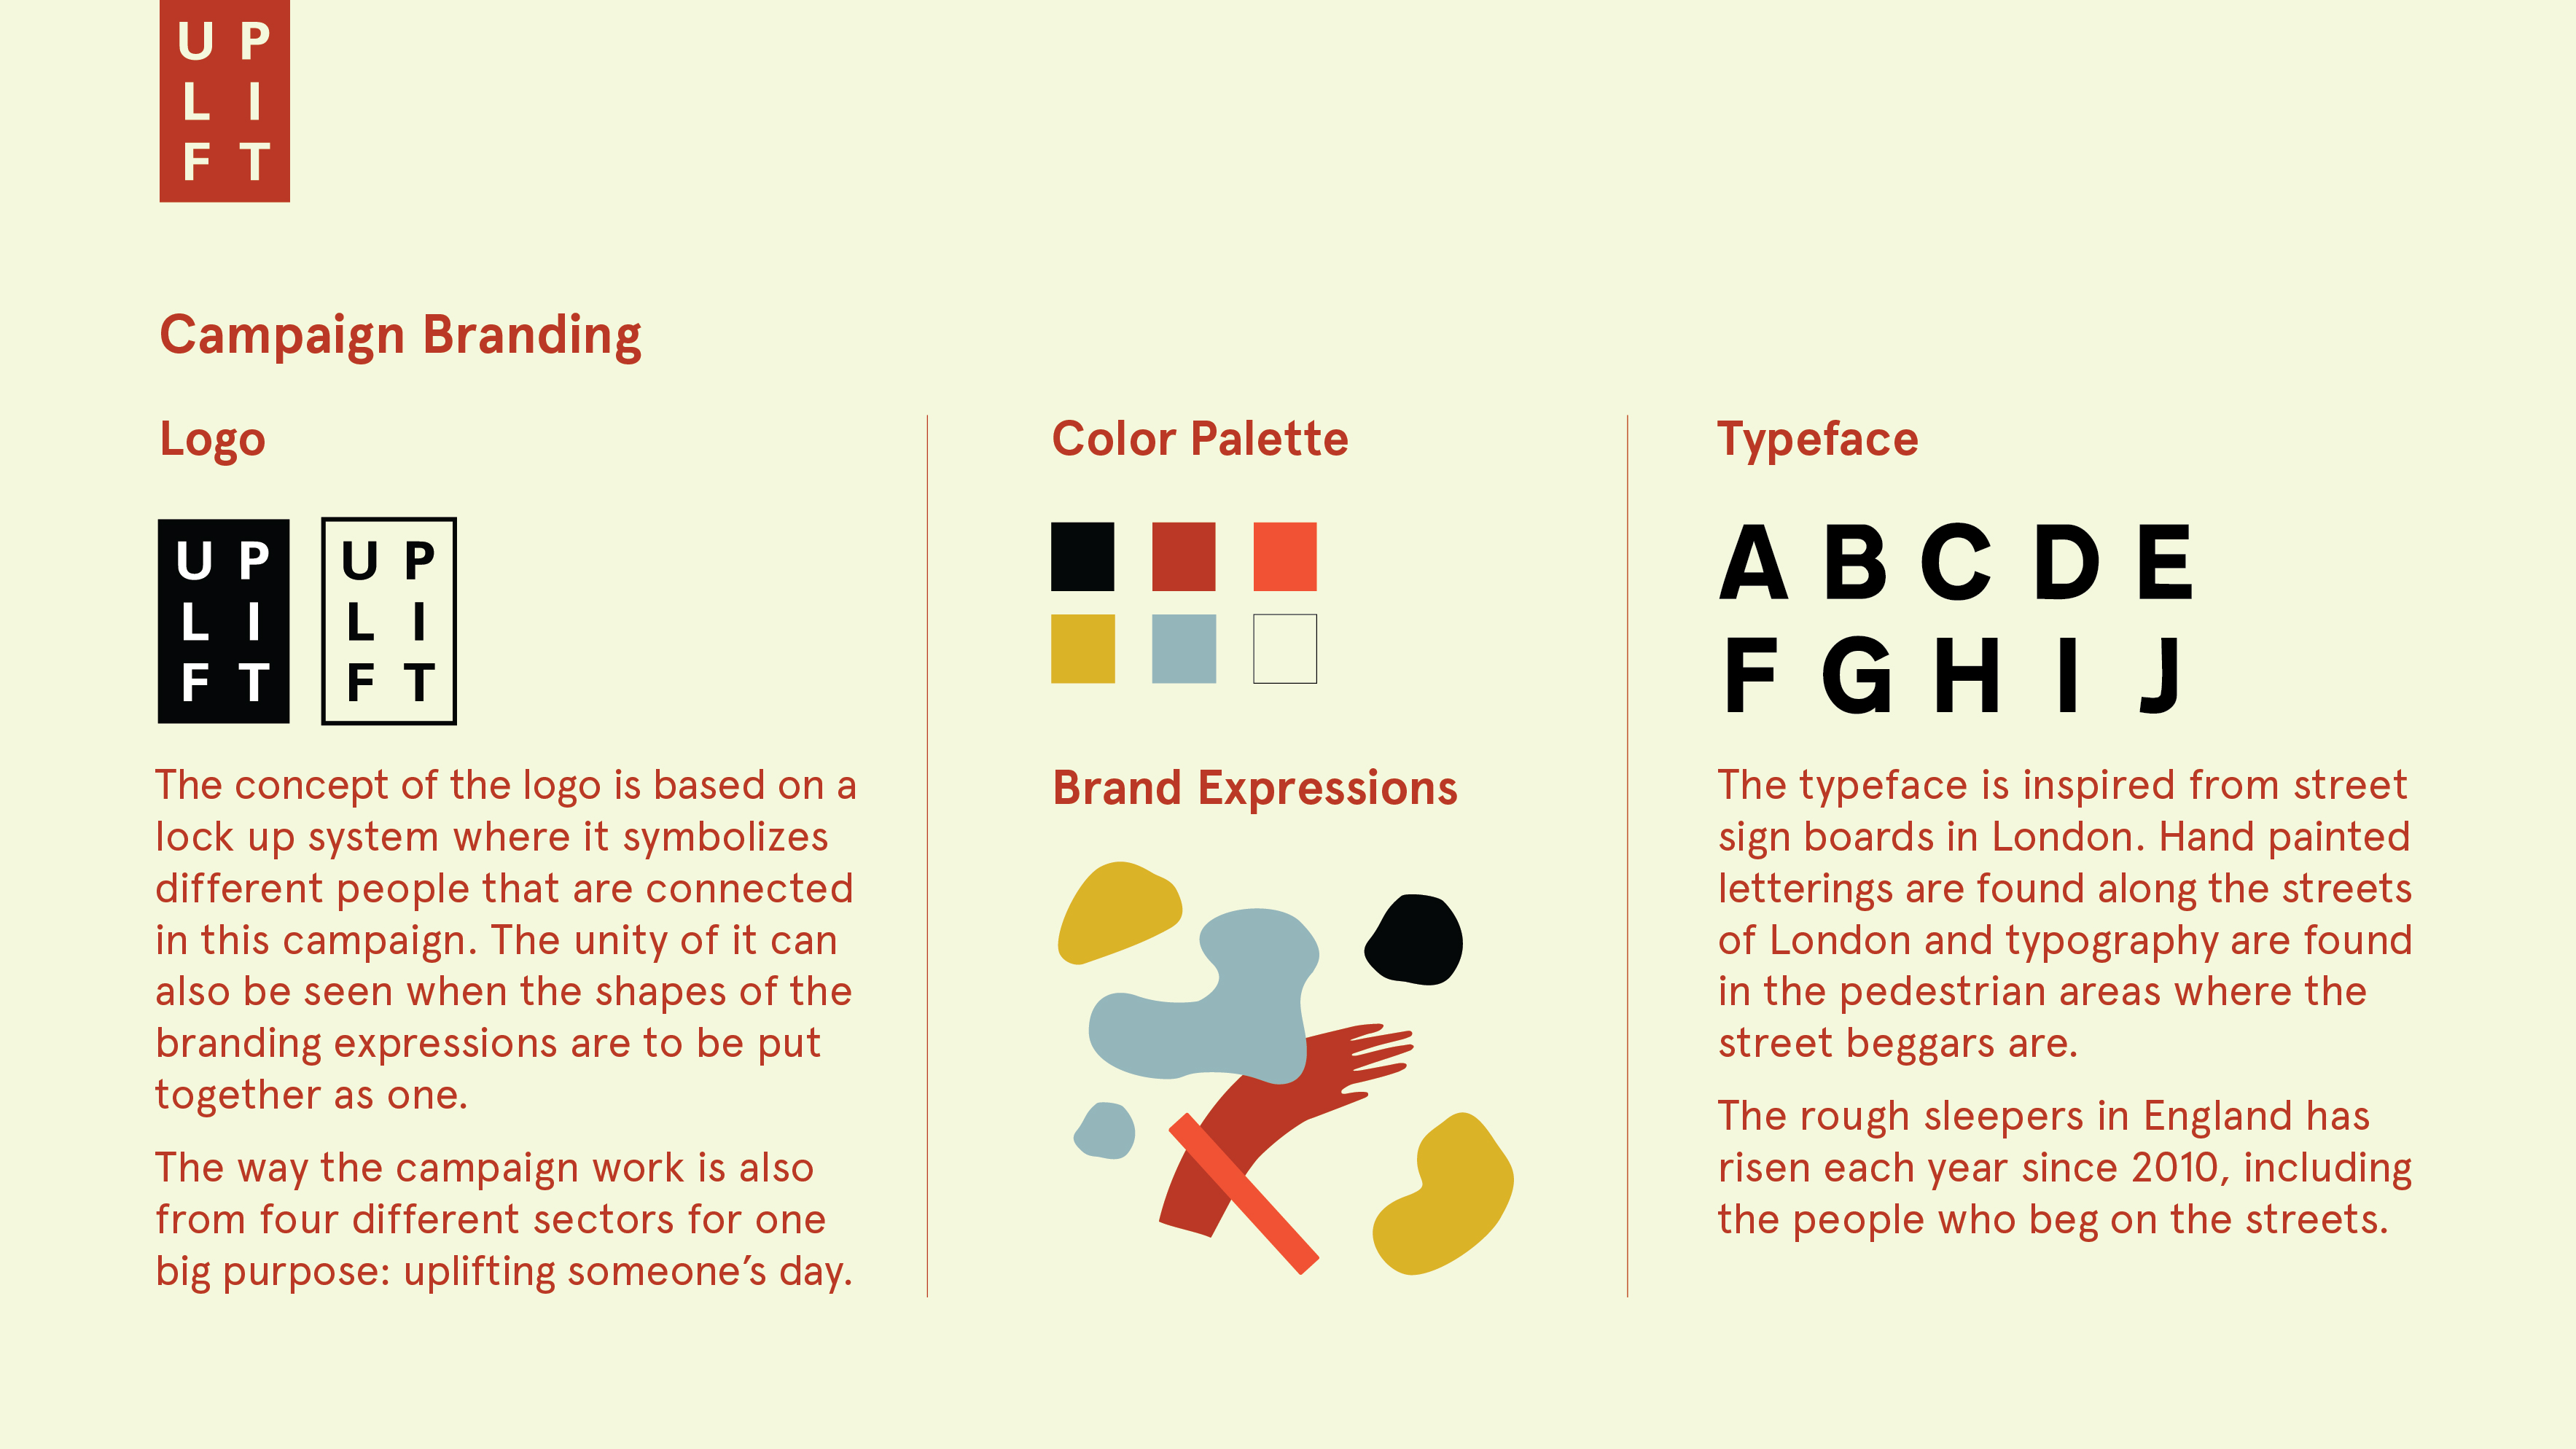 U P
L I
F T
Campaign Branding
Logo
U P
L I
F T
U P
L I
F T
The concept of the logo is based on a
lock up system where it symbolizes
different people that are connected
in this campaign. The unity of it can
also be seen when the shapes of the
branding expressions are to be put
together as one.
The way the campaign work is also
from four different sectors for one
big purpose: uplifting someone’s day.
Color Palette
Brand Expressions
Typeface
A B C D E
F G H I J
The typeface is inspired from street
sign boards in London. Hand painted
letterings are found along the streets
of London and typography are found
in the pedestrian areas where the
street beggars are.
The rough sleepers in England has
risen each year since 2010, including
the people who beg on the streets.